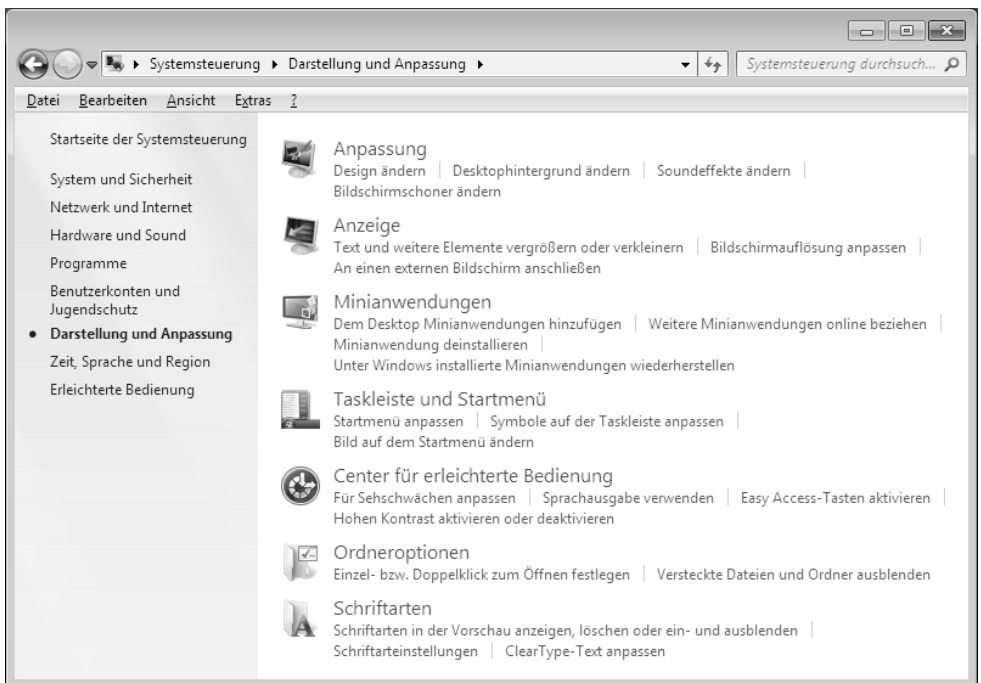 Systemsteuerung ▸ Darstellung und Anpassung ▸
Systemsteuerung durchsuch...
Datei Bearbeiten Ansicht Extras ?
Startseite der Systemsteuerung
System und Sicherheit
Netzwerk und Internet
Hardware und Sound
Programme
Benutzerkonten und
Jugendschutz
Darstellung und Anpassung
Zeit, Sprache und Region
Erleichterte Bedienung
Anpassung
Design ändern | Desktophintergrund ändern | Soundeffekte ändern |
Bildschirmschoner ändern
Anzeige
Text und weitere Elemente vergrößern oder verkleinern | Bildschirmauflösung anpassen |
An einen externen Bildschirm anschließen
Minianwendungen
Dem Desktop Minianwendungen hinzufügen | Weitere Minianwendungen online beziehen |
Minianwendung deinstallieren |
Unter Windows installierte Minianwendungen wiederherstellen
Taskleiste und Startmenü
Startmenü anpassen | Symbole auf der Taskleiste anpassen |
Bild auf dem Startmenü ändern
Center für erleichterte Bedienung
Für Sehschwächen anpassen | Sprachausgabe verwenden | Easy Access-Tasten aktivieren |
Hohen Kontrast aktivieren oder deaktivieren
Ordneroptionen
Einzel- bzw. Doppelklick zum Öffnen festlegen | Versteckte Dateien und Ordner ausblenden
Schriftarten
Schriftarten in der Vorschau anzeigen, löschen oder ein- und ausblenden |
Schriftarteinstellungen | ClearType-Text anpassen